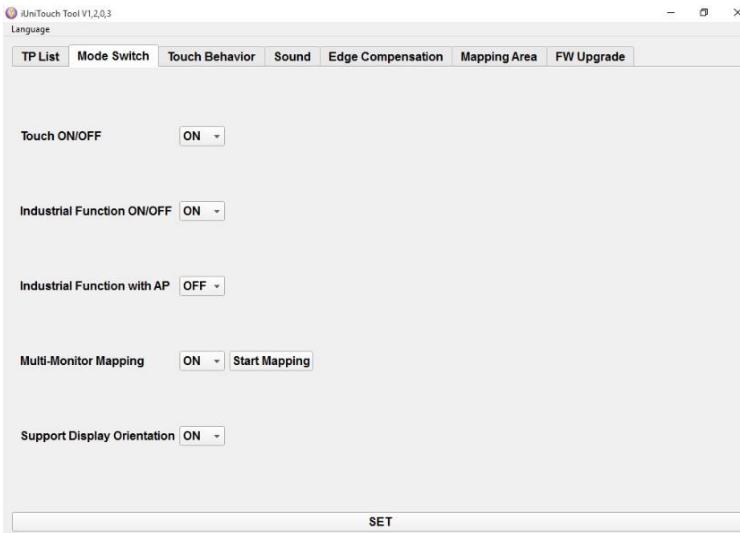 iUniTouch Tool V1,2,0,3
Language
TP List Mode Switch Touch Behavior Sound Edge Compensation Mapping Area FW Upgrade
Touch ON/OFF ON
Industrial Function ON/OFF ON
Industrial Function with AP OFF
Multi-Monitor Mapping ON Start Mapping
Support Display Orientation ON
SET